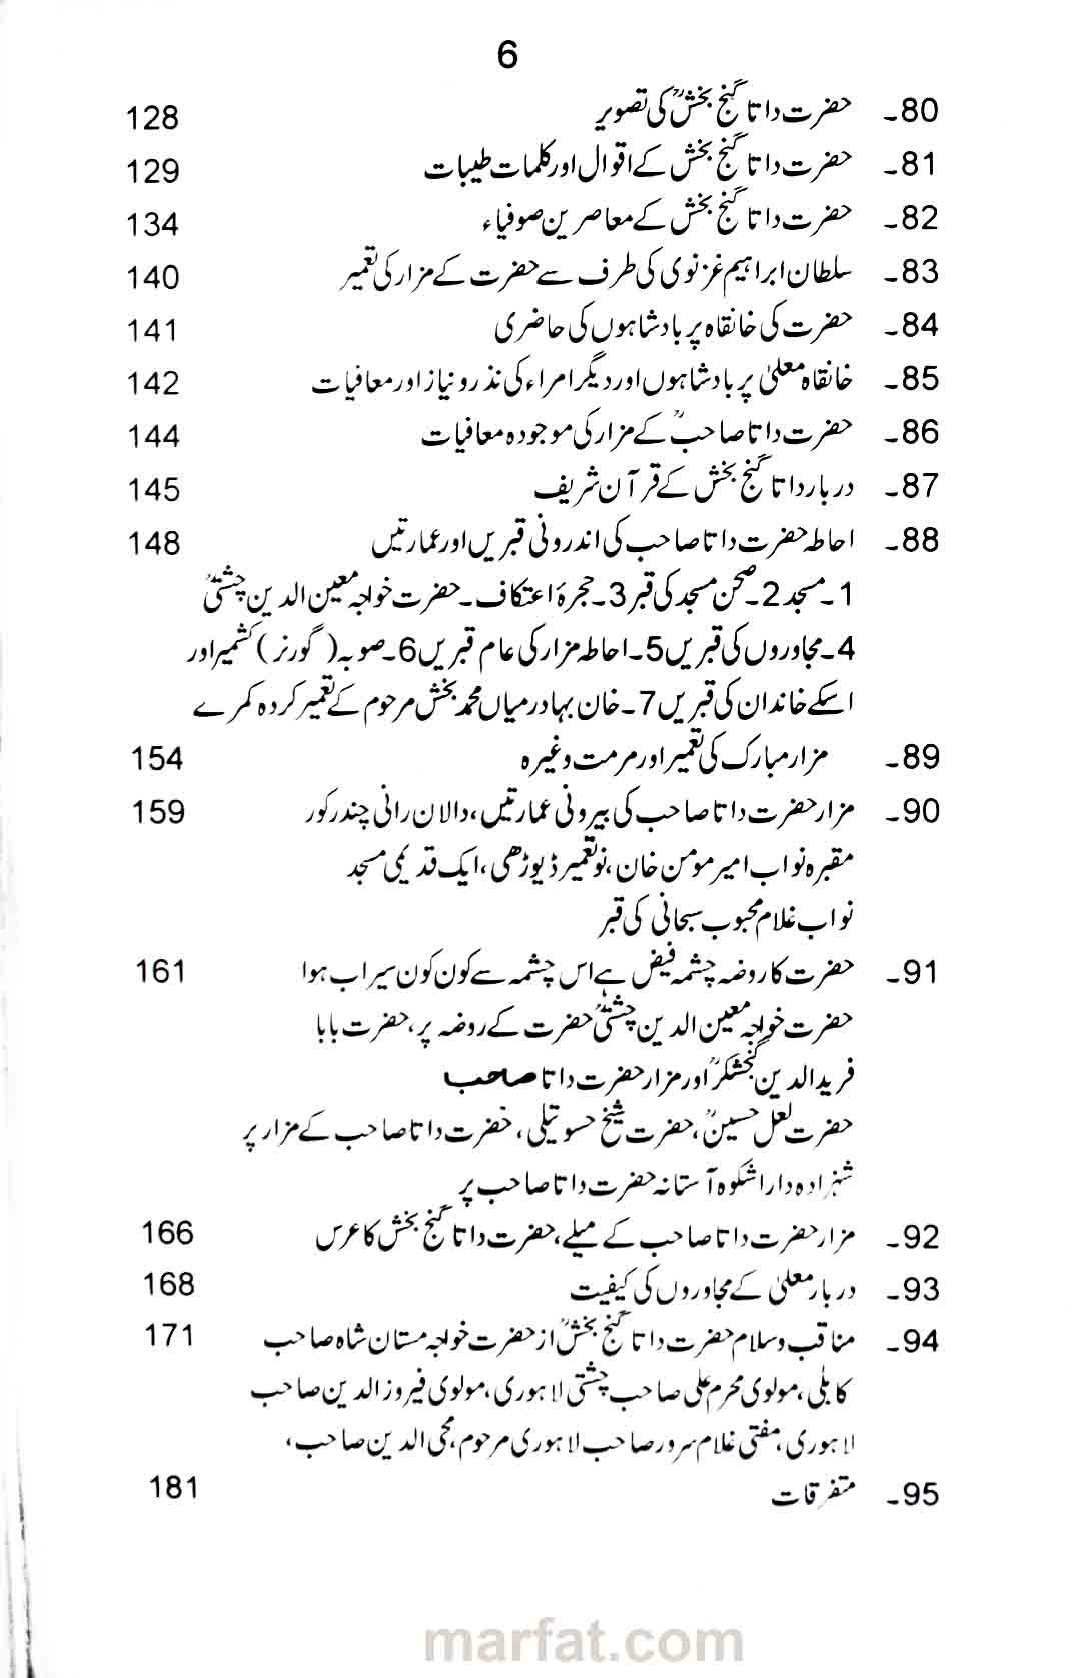 6
80۔ حضرت داتا گنج بخشؒ کی تصویر 128
81۔ حضرت داتا گنج بخش کے اقوال اور کلمات طیبات 129
82۔ حضرت داتا گنج بخش کے معاصرین صوفیاء 134
83۔ سلطان ابراہیم غزنوی کی طرف سے حضرت کے مزار کی تعمیر 140
84۔ حضرت کی خانقاہ پر بادشاہوں کی حاضری 141
85۔ خانقاہ معلیٰ پر بادشاہوں اور دیگر امراء کی نذر و نیاز اور معافیات 142
86۔ حضرت داتا صاحبؒ کے مزار کی موجودہ معافیات 144
87۔ دربار داتا گنج بخش کے قرآن شریف 145
88۔ احاطہ حضرت داتا صاحب کی اندرونی قبریں اور عمارتیں 148
1۔ مسجد 2۔ صحن مسجد کی قبر 3۔ حجرۂ اعتکاف۔ حضرت خواجہ معین الدین چشتیؒ
4۔ مجاوروں کی قبریں 5۔ احاطہ مزار کی عام قبریں 6۔ صوبہ (گورنر) کشمیر اور
اسکے خاندان کی قبریں 7۔ خان بہادر میاں محمد بخش مرحوم کے تعمیر کردہ کمرے
89۔ مزار مبارک کی تعمیر اور مرمت وغیرہ 154
90۔ مزار حضرت داتا صاحب کی بیرونی عمارتیں، دالان رانی چندر کور 159
مقبرہ نواب امیر مومن خان، نو تعمیر ڈیوڑھی، ایک قدیمی مسجد
نواب غلام محبوب سبحانی کی قبر
91۔ حضرت کا روضہ چشمہ فیض ہے اس چشمہ سے کون کون سیراب ہوا 161
حضرت خواجہ معین الدین چشتیؒ حضرت کے روضہ پر، حضرت بابا
فرید الدین گنجشکرؒ اور مزار حضرت داتا صاحب
حضرت لعل حسینؒ، حضرت شیخ حسو تیلی، حضرت داتا صاحب کے مزار پر
شہزادہ داراشکوہ آستانہ حضرت داتا صاحب پر
92۔ مزار حضرت داتا صاحب کے میلے، حضرت داتا گنج بخش کا عرس 166
93۔ دربار معلیٰ کے مجاوروں کی کیفیت 168
94۔ مناقب و سلام حضرت داتا گنج بخشؒ از حضرت خواجہ مستان شاہ صاحب 171
کابلی، مولوی محرم علی صاحب چشتی لاہوری، مولوی فیروز الدین صاحب
لاہوری، مفتی غلام سرور صاحب لاہوری مرحوم، محی الدین صاحب،
95۔ متفرقات 181
marfat.com